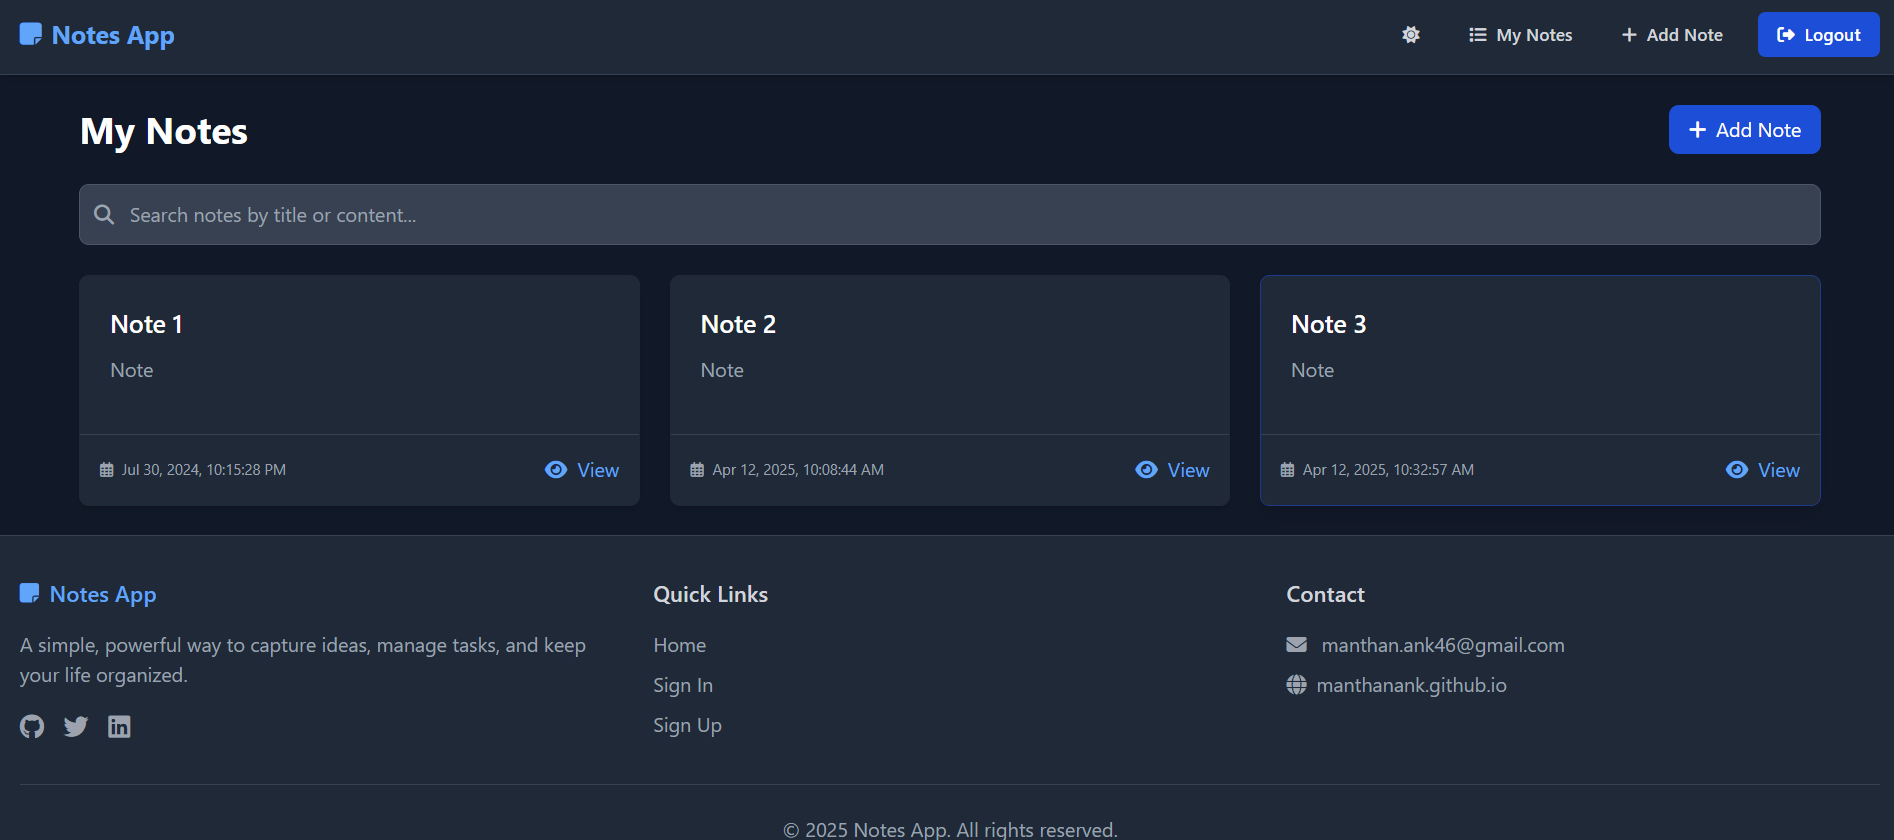 Notes App
My Notes
Add Note
Logout
My Notes
Add Note
Search notes by title or content...
Note 1
Note
Jul 30, 2024, 10:15:28 PM
View
Note 2
Note
Apr 12, 2025, 10:08:44 AM
View
Note 3
Note
Apr 12, 2025, 10:32:57 AM
View
Notes App
A simple, powerful way to capture ideas, manage tasks, and keep
your life organized.
Quick Links
Home
Sign In
Sign Up
Contact
manthan.ank46@gmail.com
manthanank.github.io
© 2025 Notes App. All rights reserved.